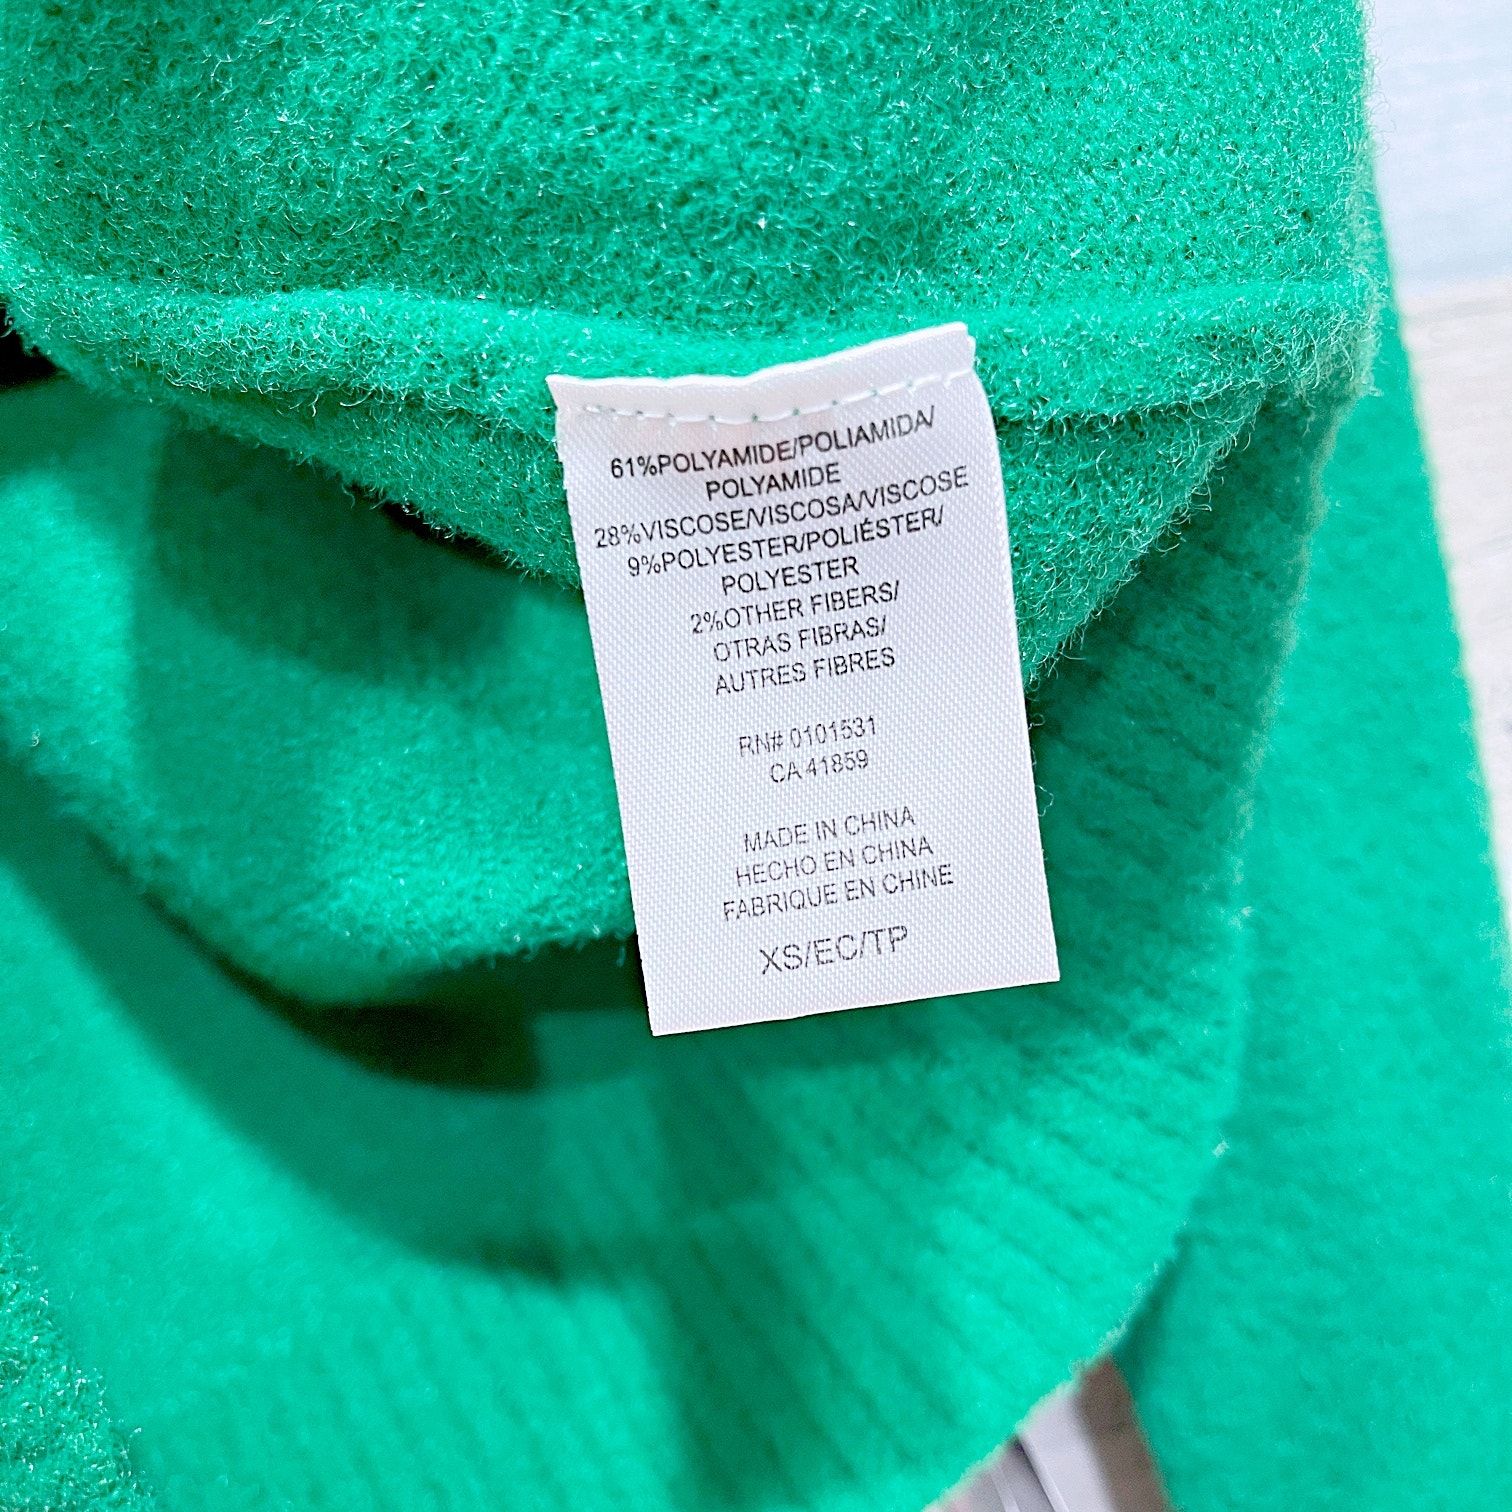 61%POLYAMIDE/POLIAMIDA/
POLYAMIDE
28%VISCOSE/VISCOSA/VISCOSE
9%POLYESTER/POLIÉSTER/
POLYESTER
2%OTHER FIBERS/
OTRAS FIBRAS/
AUTRES FIBRES
RN# 0101531
CA 41859
MADE IN CHINA
HECHO EN CHINA
FABRIQUE EN CHINE
XS/EC/TP